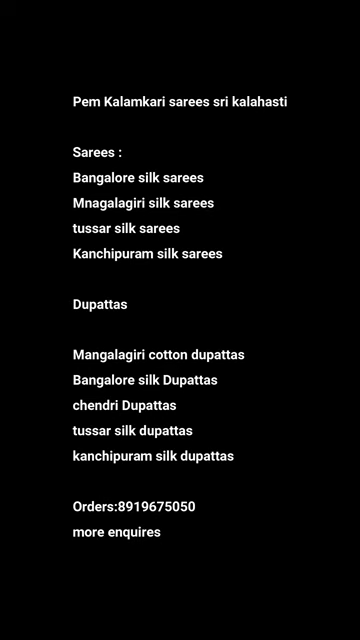 Pem Kalamkari sarees sri kalahasti
Sarees :
Bangalore silk sarees
Mnagalagiri silk sarees
tussar silk sarees
Kanchipuram silk sarees
Dupattas
Mangalagiri cotton dupattas
Bangalore silk Dupattas
chendri Dupattas
tussar silk dupattas
kanchipuram silk dupattas
Orders:8919675050
more enquires